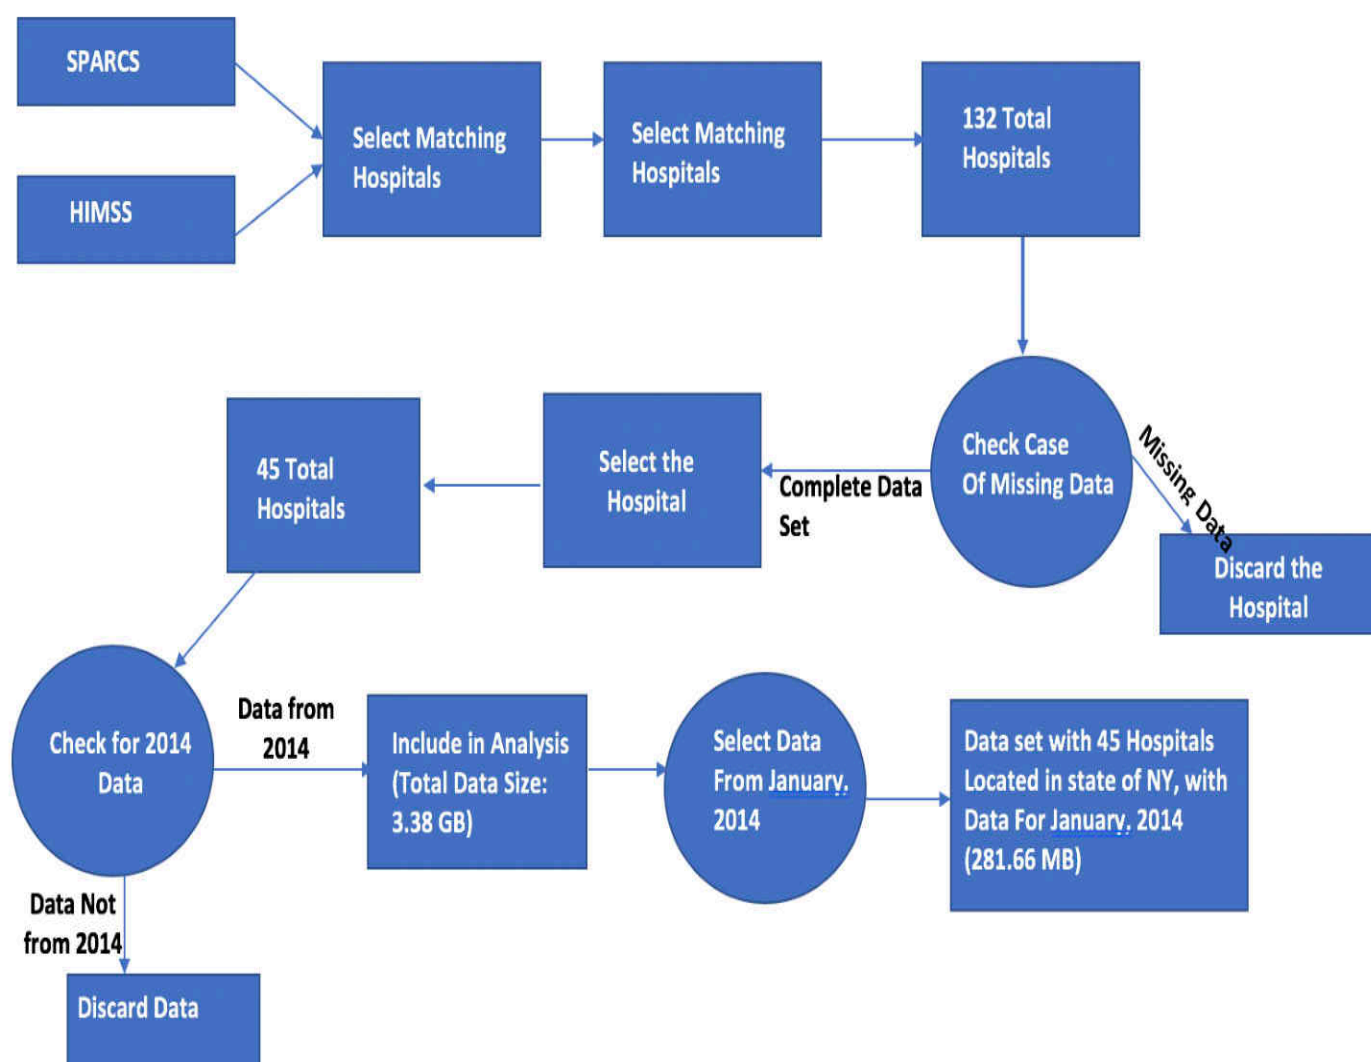 SPARCS
HIMSS
Select Matching
Hospitals
Select Matching
Hospitals
132 Total
Hospitals
Check Case
Of Missing Data
Missing Data
Discard the
Hospital
Complete Data
Set
Select the
Hospital
45 Total
Hospitals
Check for 2014
Data
Data from
2014
Data Not
from 2014
Discard Data
Include in Analysis
(Total Data Size:
3.38 GB)
Select Data
From January,
2014
Data set with 45 Hospitals
Located in state of NY, with
Data For January, 2014
(281.66 MB)